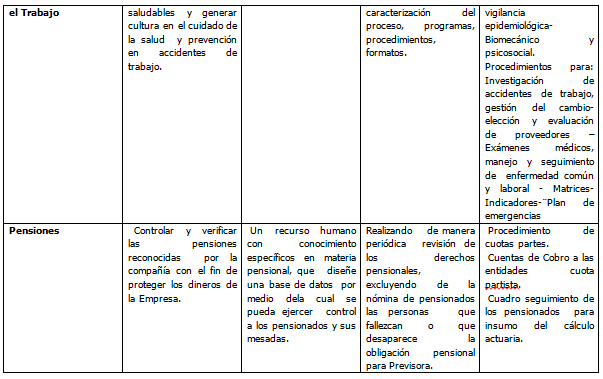 el Trabajo
saludables y generar
cultura en el cuidado de
la salud y prevención
en accidentes de
trabajo.
caracterización del
proceso, programas,
procedimientos,
formatos.
vigilancia
epidemiológica-
Biomecánico y
psicosocial.
Procedimientos para:
Investigación de
accidentes de trabajo,
gestión del cambio-
elección y evaluación
de proveedores –
Exámenes médicos,
manejo y seguimiento
de enfermedad común
y laboral - Matrices-
Indicadores-¨Plan de
emergencias
Pensiones
Controlar y verificar
las pensiones
reconocidas por la
compañía con el fin de
proteger los dineros de
la Empresa.
Un recurso humano
con conocimiento
específicos en materia
pensional, que diseñe
una base de datos por
medio dela cual se
pueda ejercer control
a los pensionados y sus
mesadas.
Realizando de manera
periódica revisión de
los derechos
pensionales,
excluyendo de la
nómina de pensionados
las personas que
fallezcan o que
desaparece la
obligación pensional
para Previsora.
Procedimiento de
cuotas partes.
Cuentas de Cobro a las
entidades cuota
partista,
Cuadro seguimiento de
los pensionados para
insumo del cálculo
actuaria.